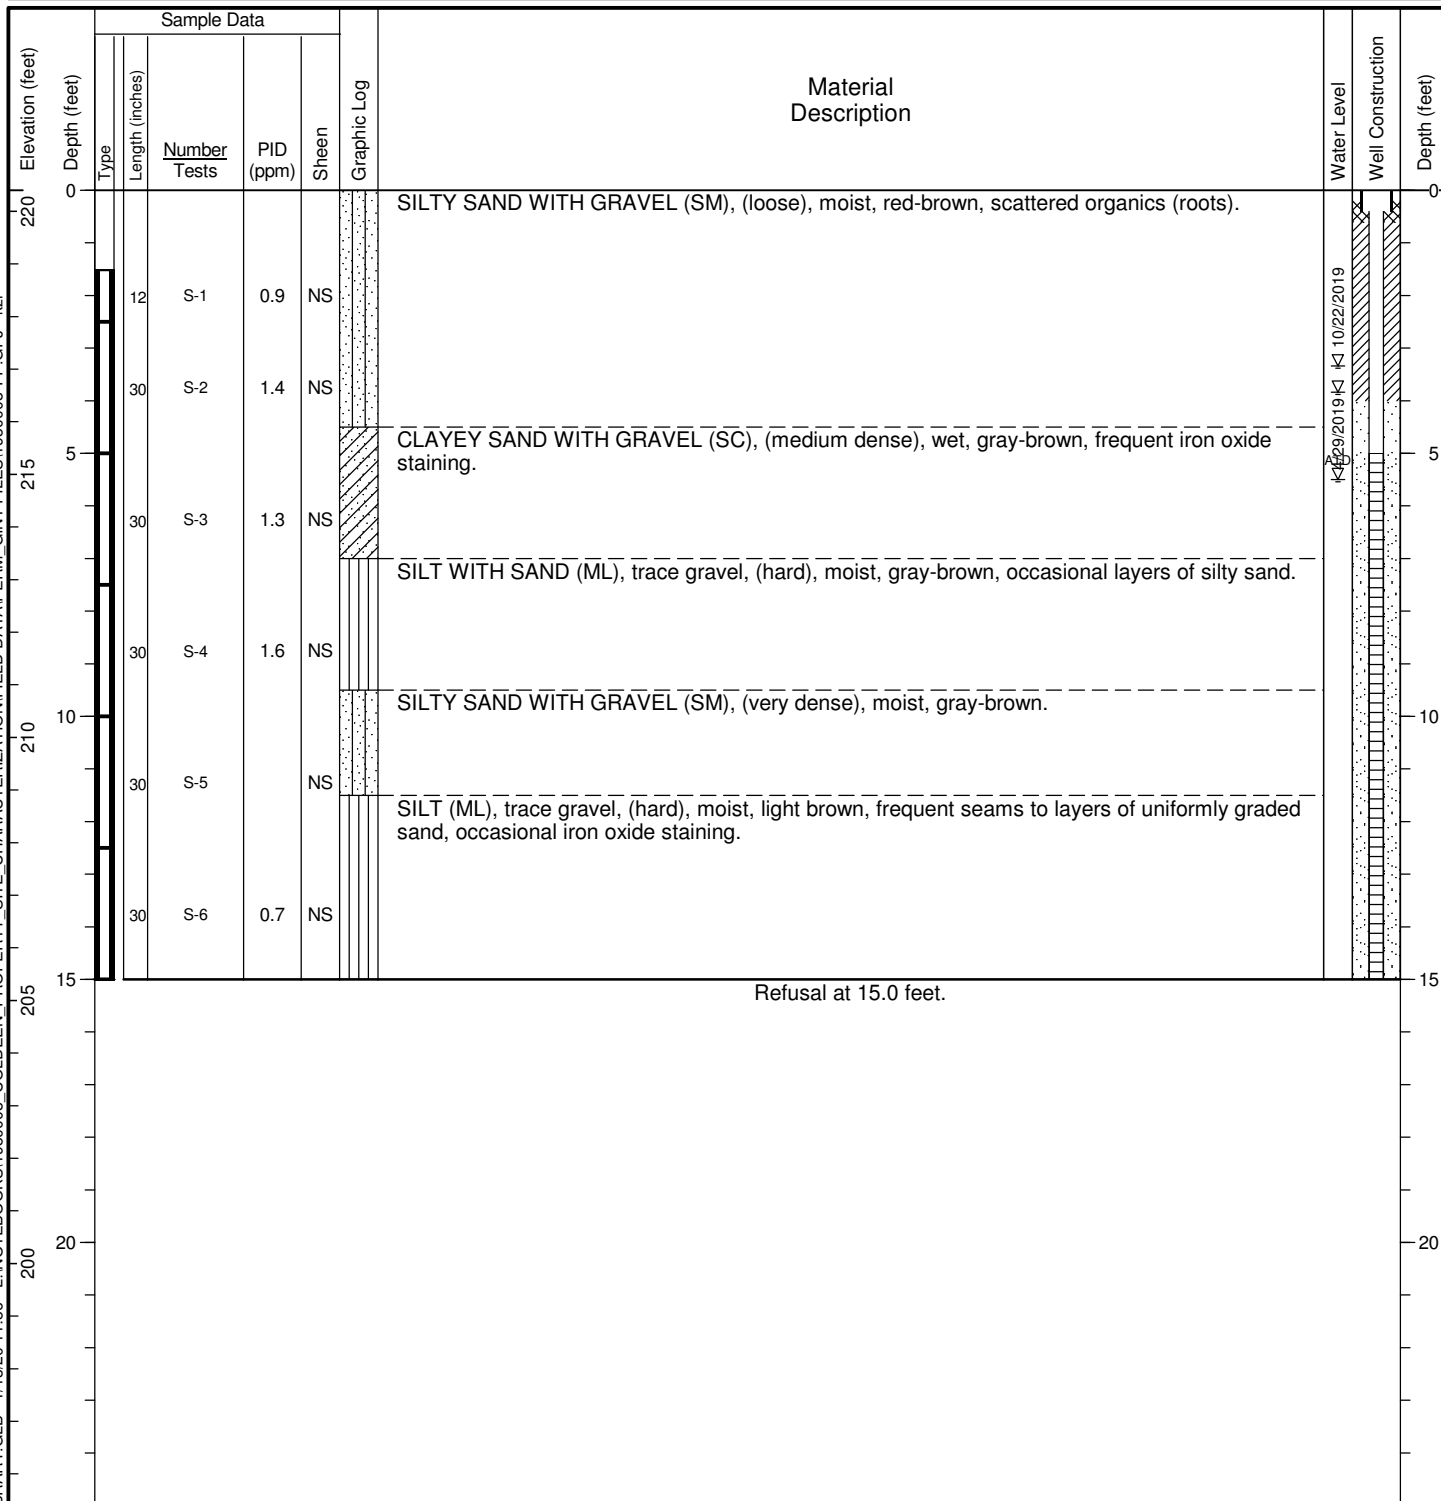 Sample Data
Elevation (feet)
Depth (feet)
Type
Length (inches)
Number
Tests
PID
(ppm)
Sheen
Graphic Log
Material
Description
Water Level
Well Construction
Depth (feet)
0
220
SILTY SAND WITH GRAVEL (SM), (loose), moist, red-brown, scattered organics (roots).
0
12 S-1 0.9 NS
10/22/2019
30 S-2 1.4 NS
CLAYEY SAND WITH GRAVEL (SC), (medium dense), wet, gray-brown, frequent iron oxide
staining.
5
215
ATD
5
30 S-3 1.3 NS
SILT WITH SAND (ML), trace gravel, (hard), moist, gray-brown, occasional layers of silty sand.
30 S-4 1.6 NS
SILTY SAND WITH GRAVEL (SM), (very dense), moist, gray-brown.
10
210
10
30 S-5 NS
SILT (ML), trace gravel, (hard), moist, light brown, frequent seams to layers of uniformly graded
sand, occasional iron oxide staining.
30 S-6 0.7 NS
15
205
Refusal at 15.0 feet.
15
20
200
20